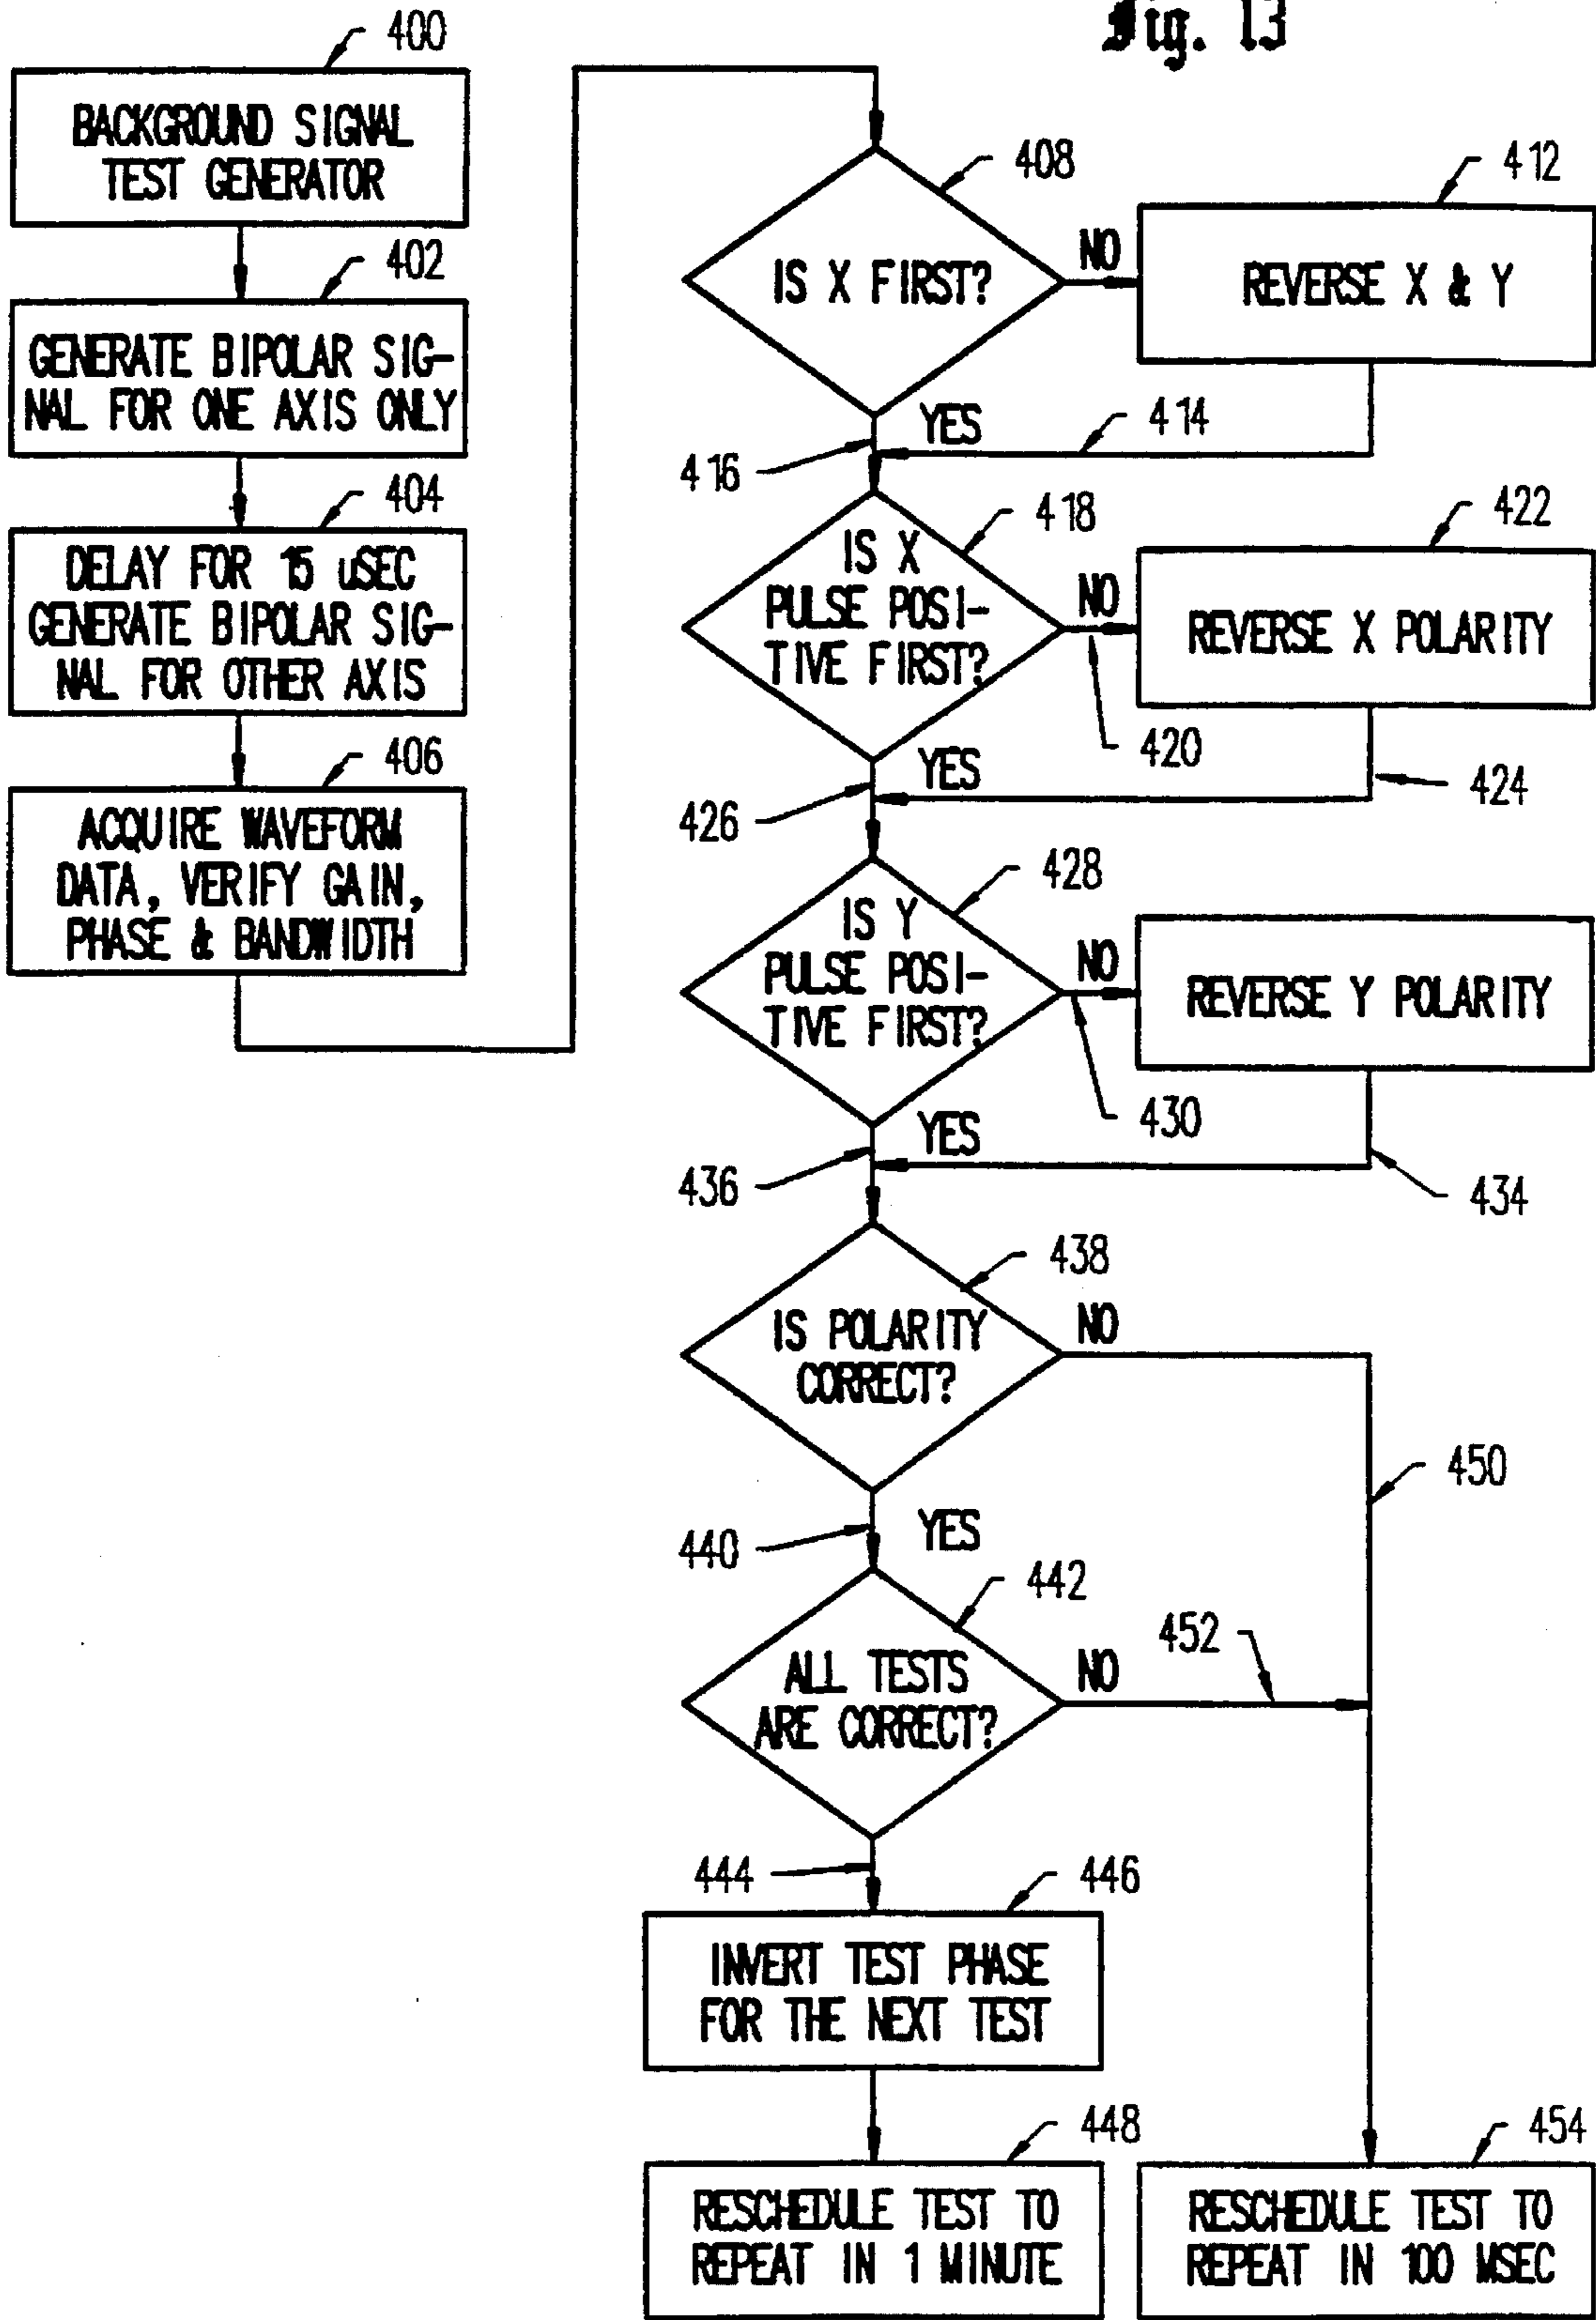 Fig. 13
400
BACKGROUND SIGNAL
TEST GENERATOR
402
GENERATE BIPOLAR SIG-
NAL FOR ONE AXIS ONLY
404
DELAY FOR 15 uSEC
GENERATE BIPOLAR SIG-
NAL FOR OTHER AXIS
406
ACQUIRE WAVEFORM
DATA, VERIFY GAIN,
PHASE & BANDWIDTH
408
IS X FIRST?
NO
412
REVERSE X & Y
YES
414
416
418
IS X
PULSE POSI-
TIVE FIRST?
NO
420
422
REVERSE X POLARITY
424
YES
426
428
IS Y
PULSE POSI-
TIVE FIRST?
NO
430
REVERSE Y POLARITY
434
YES
436
438
IS POLARITY
CORRECT?
NO
450
YES
440
442
ALL TESTS
ARE CORRECT?
NO
452
444
446
INVERT TEST PHASE
FOR THE NEXT TEST
448
RESCHEDULE TEST TO
REPEAT IN 1 MINUTE
454
RESCHEDULE TEST TO
REPEAT IN 100 MSEC